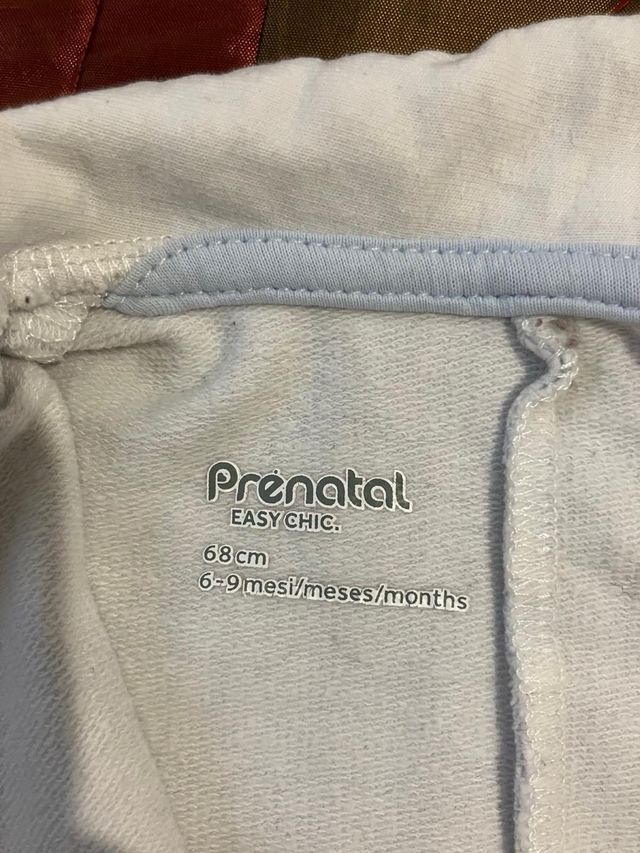 Prénatal
EASY CHIC.
68 cm
6-9 mesi/meses/months